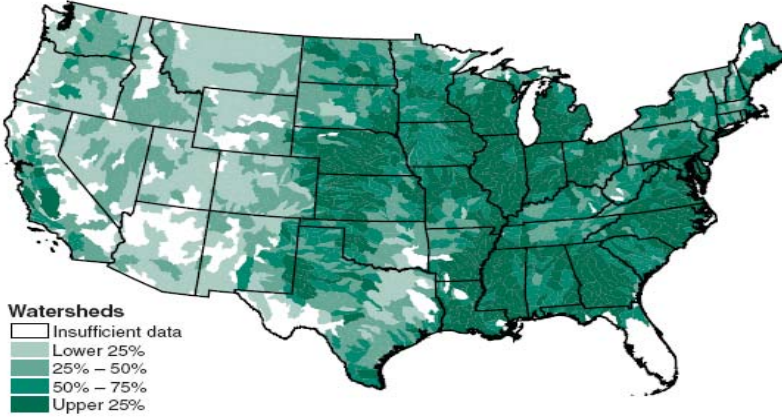 Watersheds
Insufficient data
Lower 25%
25% – 50%
50% – 75%
Upper 25%